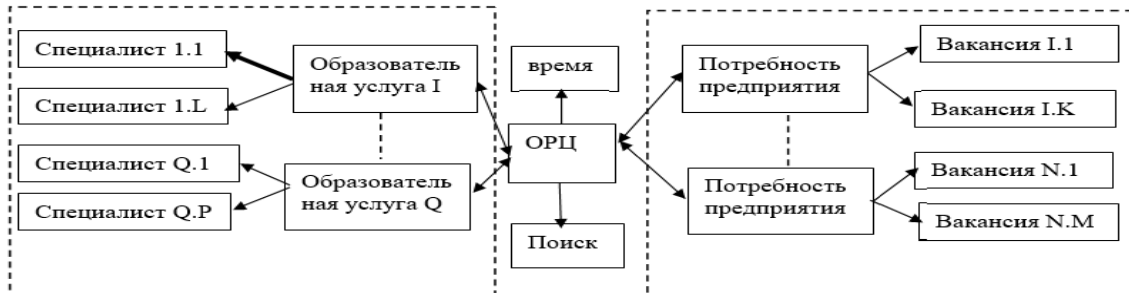 Специалист 1.1
Специалист 1.L
Специалист Q.1
Специалист Q.P
Образователь
ная услуга I
Образователь
ная услуга Q
время
ОРЦ
Поиск
Потребность
предприятия
Потребность
предприятия
Вакансия I.1
Вакансия I.K
Вакансия N.1
Вакансия N.M